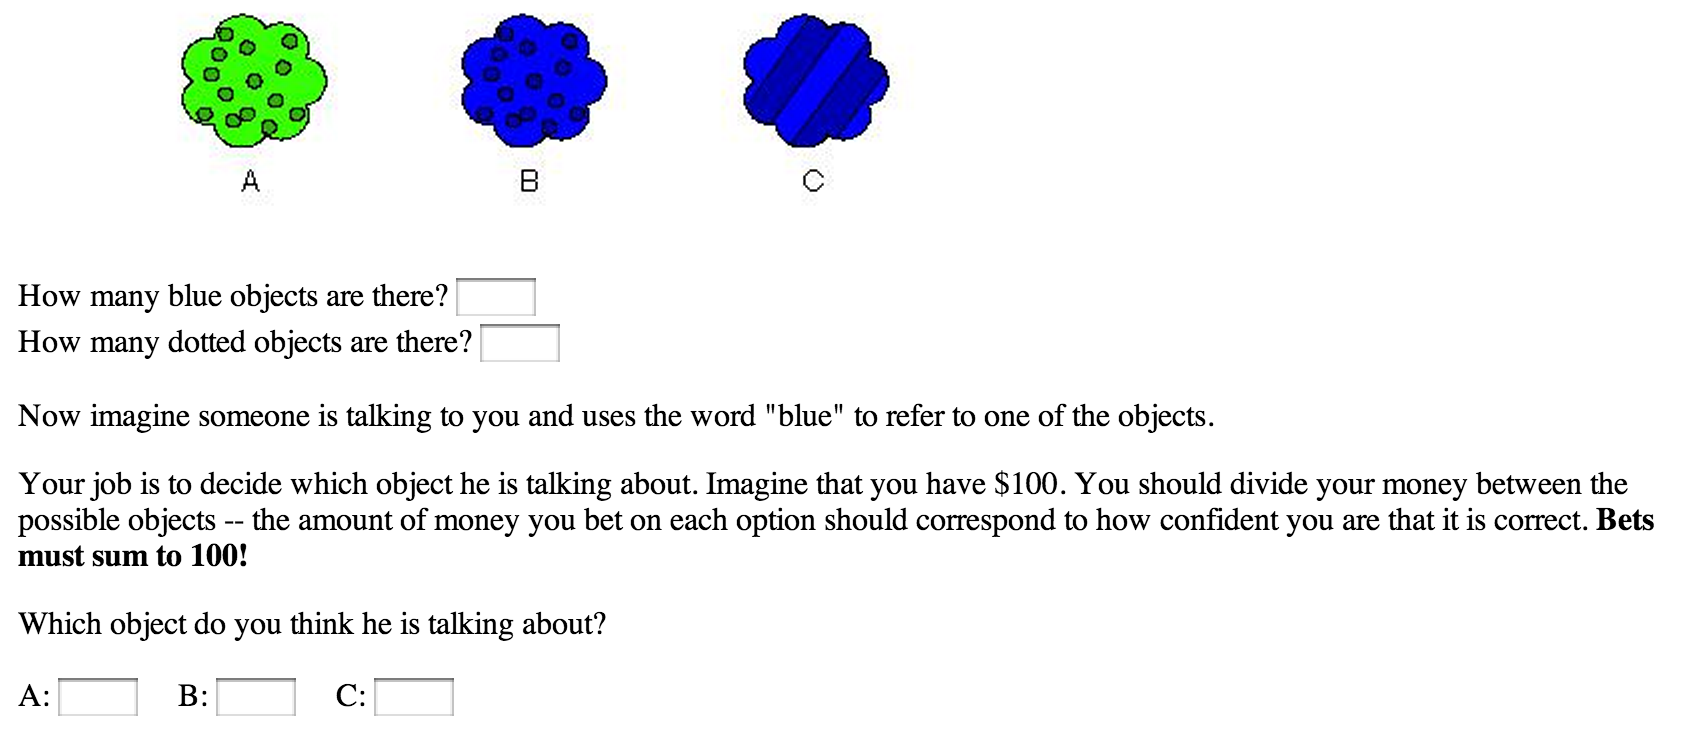 A B C
How many blue objects are there?
How many dotted objects are there?
Now imagine someone is talking to you and uses the word "blue" to refer to one of the objects.
Your job is to decide which object he is talking about. Imagine that you have $100. You should divide your money between the
possible objects -- the amount of money you bet on each option should correspond to how confident you are that it is correct. Bets
must sum to 100!
Which object do you think he is talking about?
A: B: C: